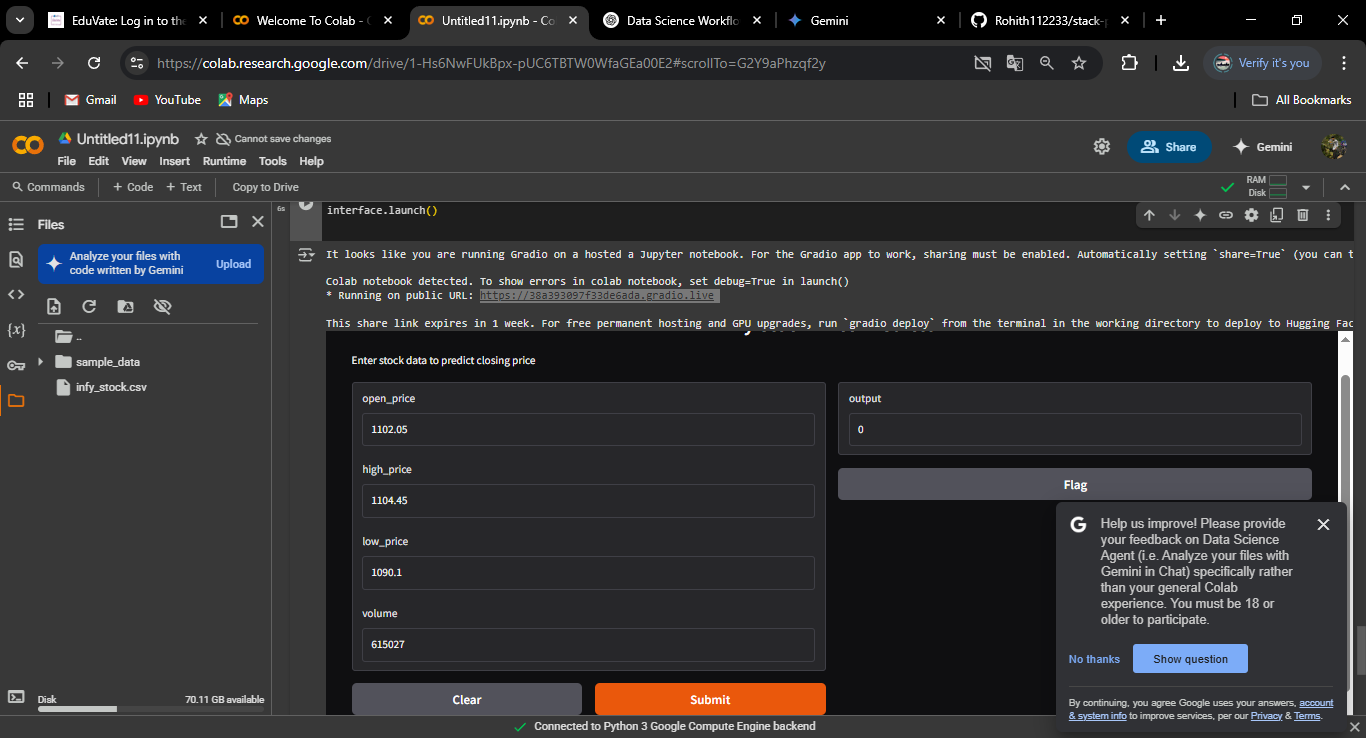 EduVate: Log in to the
Welcome To Colab - C
Untitled11.ipynb - Co
Data Science Workflo
Gemini
Rohith112233/stack-p
https://colab.research.google.com/drive/1-Hs6NwFUkBpx-pUC6TBTW0WfaGEa00E2#scrollTo=G2Y9aPhzqf2y
Verify it's you
Gmail
YouTube
Maps
All Bookmarks
Untitled11.ipynb
Cannot save changes
File Edit View Insert Runtime Tools Help
Share
Gemini
Commands
+ Code + Text
Copy to Drive
RAM
Disk
Files
Analyze your files with
code written by Gemini
Upload
..
sample_data
infy_stock.csv
Disk
70.11 GB available
6s
interface.launch()
It looks like you are running Gradio on a hosted a Jupyter notebook. For the Gradio app to work, sharing must be enabled. Automatically setting `share=True` (you can t
Colab notebook detected. To show errors in colab notebook, set debug=True in launch()
* Running on public URL: https://38a393097f33de6ada.gradio.live
This share link expires in 1 week. For free permanent hosting and GPU upgrades, run `gradio deploy` from the terminal in the working directory to deploy to Hugging Fac
Enter stock data to predict closing price
open_price
1102.05
high_price
1104.45
low_price
1090.1
volume
615027
Clear
Submit
output
0
Flag
G
Help us improve! Please provide
your feedback on Data Science
Agent (i.e. Analyze your files with
Gemini in Chat) specifically rather
than your general Colab
experience. You must be 18 or
older to participate.
No thanks
Show question
By continuing, you agree Google uses your answers, account
& system info to improve services, per our Privacy & Terms.
Connected to Python 3 Google Compute Engine backend